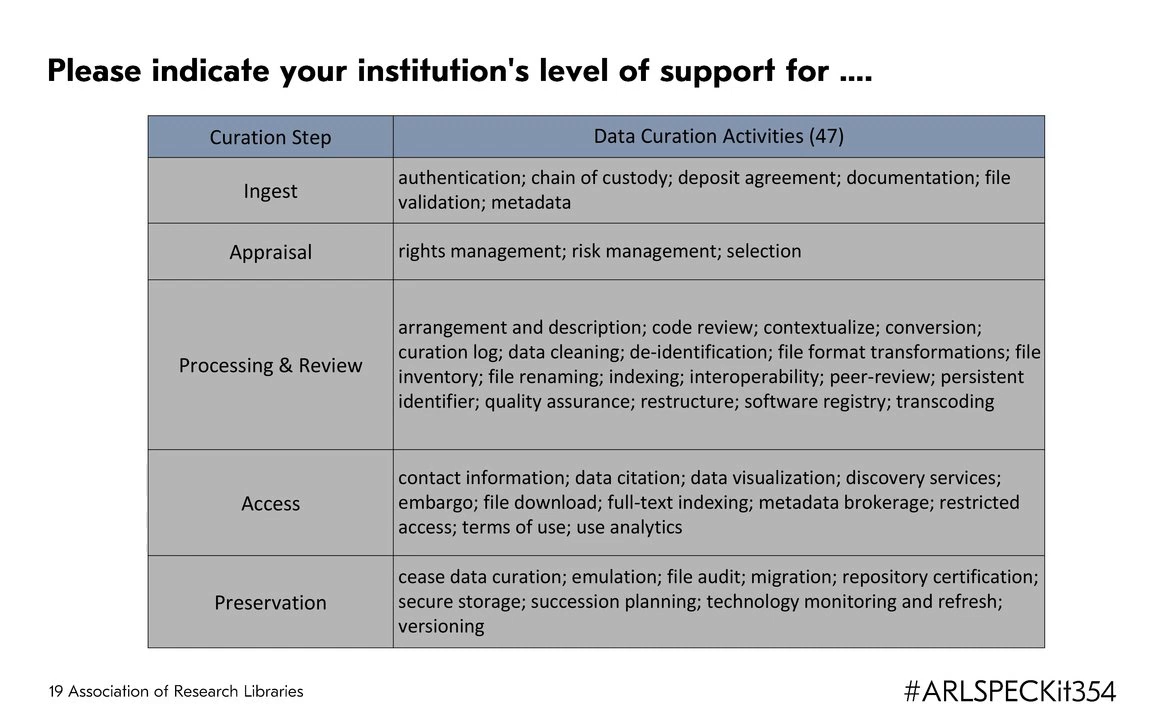 Please indicate your institution's level of support for ....
Curation Step
Data Curation Activities (47)
Ingest
authentication; chain of custody; deposit agreement; documentation; file
validation; metadata
Appraisal
rights management; risk management; selection
Processing & Review
arrangement and description; code review; contextualize; conversion;
curation log; data cleaning; de-identification; file format transformations; file
inventory; file renaming; indexing; interoperability; peer-review; persistent
identifier; quality assurance; restructure; software registry; transcoding
Access
contact information; data citation; data visualization; discovery services;
embargo; file download; full-text indexing; metadata brokerage; restricted
access; terms of use; use analytics
Preservation
cease data curation; emulation; file audit; migration; repository certification;
secure storage; succession planning; technology monitoring and refresh;
versioning
19 Association of Research Libraries
#ARLSPECKit354